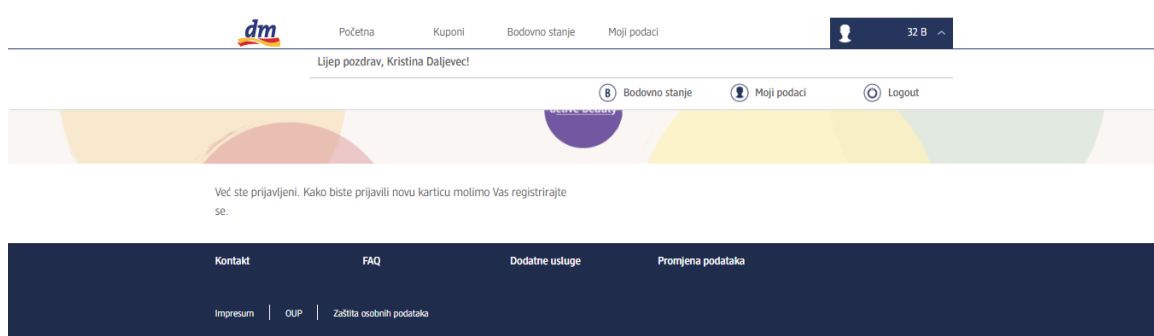 dm Početna Kuponi Bodovno stanje Moji podaci 32 B
Lijep pozdrav, Kristina Daljevec!
B Bodovno stanje Moji podaci Logout
active beauty
Već ste prijavljeni. Kako biste prijavili novu karticu molimo Vas registrirajte
se.
Kontakt FAQ Dodatne usluge Promjena podataka
Impresum OUP Zaštita osobnih podataka